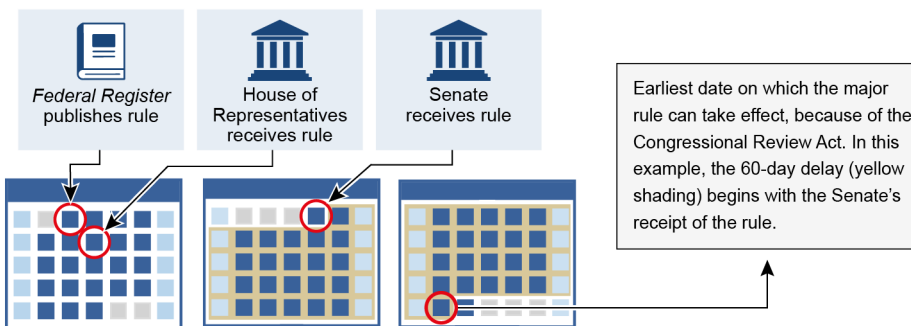 Federal Register
publishes rule
House of
Representatives
receives rule
Senate
receives rule
Earliest date on which the major
rule can take effect, because of the
Congressional Review Act. In this
example, the 60-day delay (yellow
shading) begins with the Senate's
receipt of the rule.